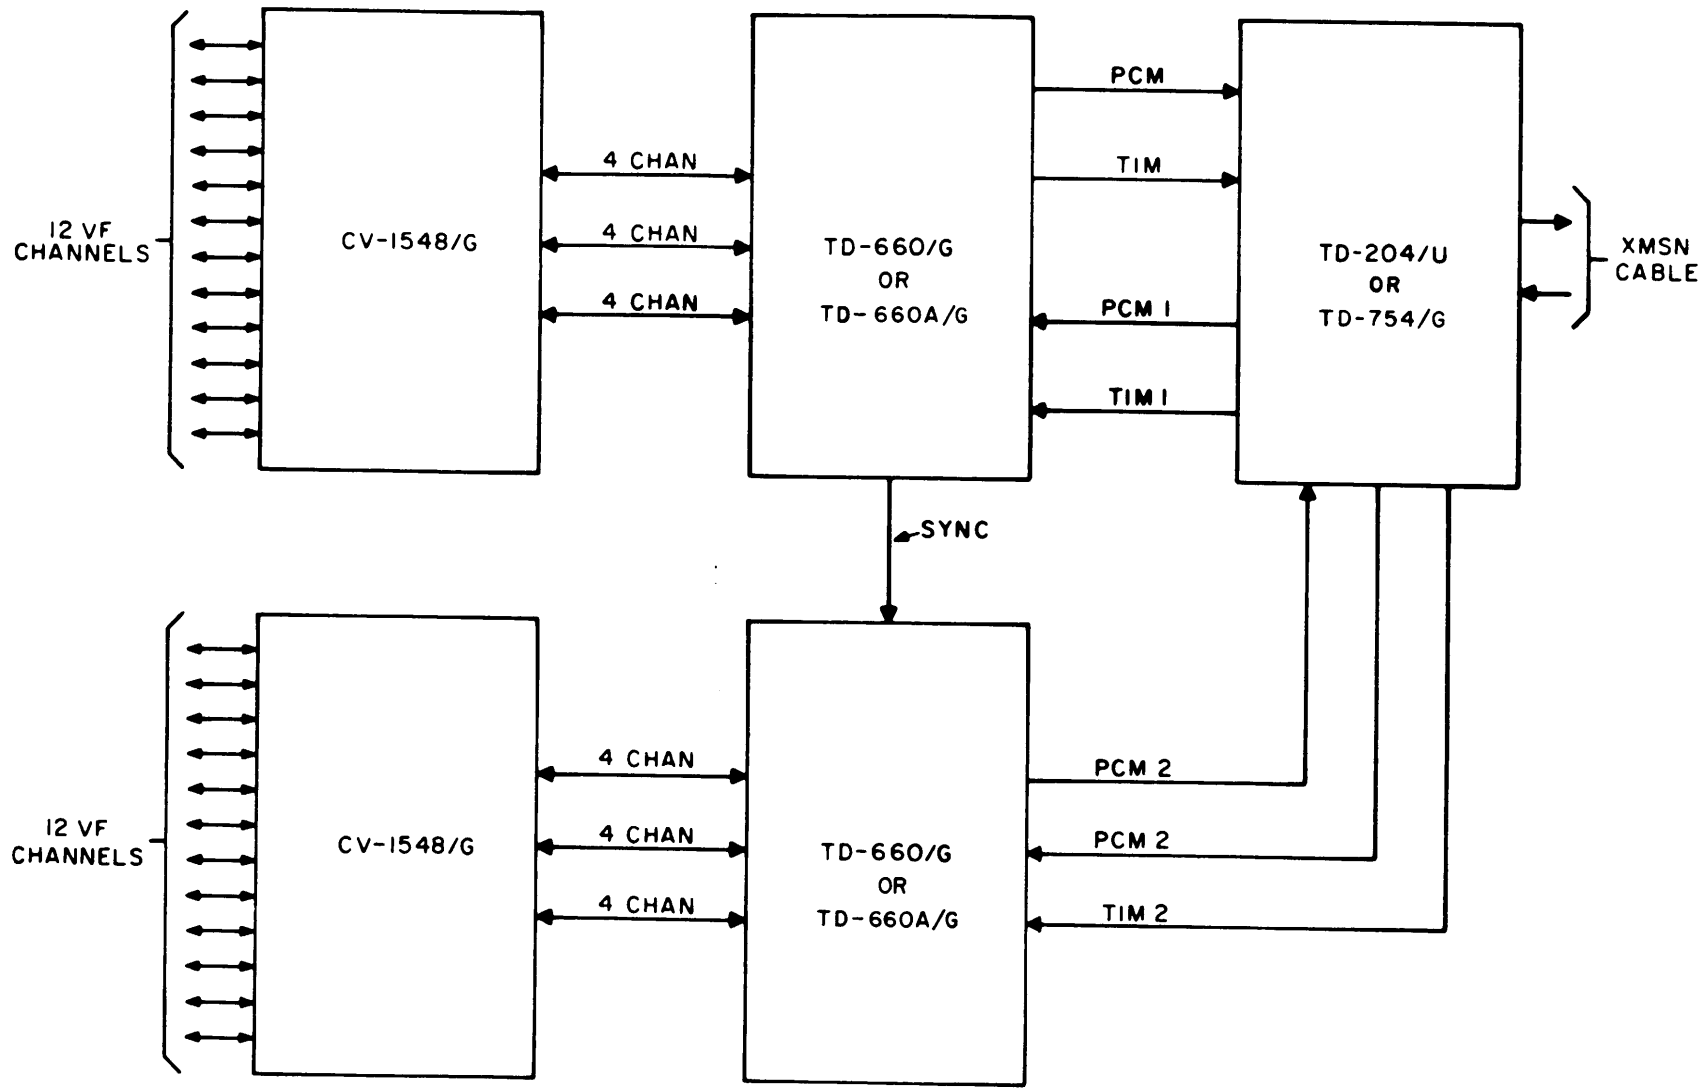 12 VF
CHANNELS
CV-1548/G
4 CHAN
4 CHAN
4 CHAN
TD-660/G
OR
TD-660A/G
PCM
TIM
PCM 1
TIM 1
TD-204/U
OR
TD-754/G
XMSN
CABLE
SYNC
12 VF
CHANNELS
CV-1548/G
4 CHAN
4 CHAN
4 CHAN
TD-660/G
OR
TD-660A/G
PCM 2
PCM 2
TIM 2